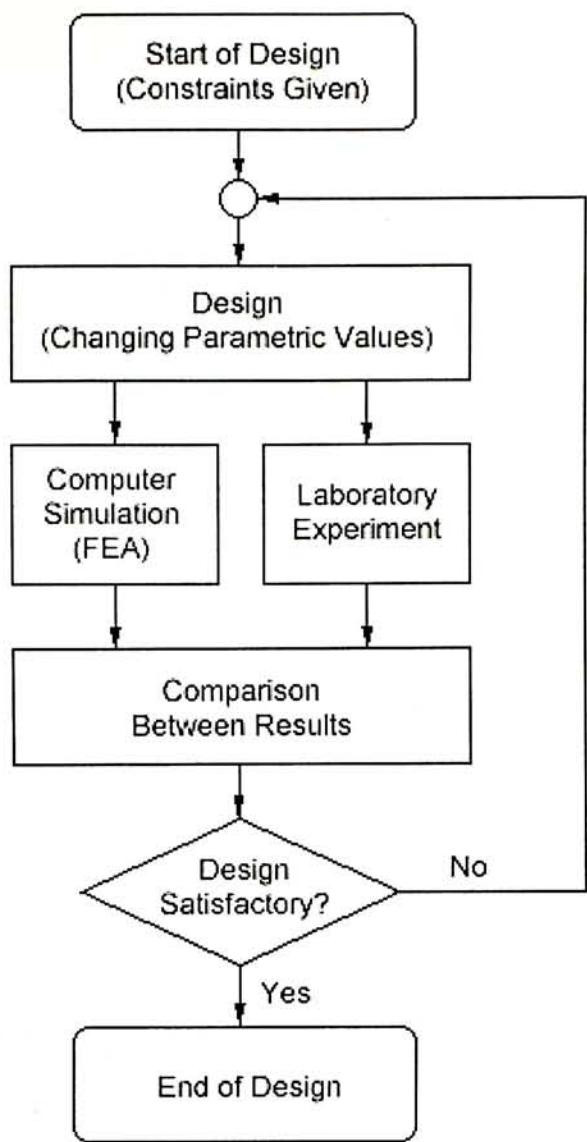 Start of Design
(Constraints Given)
Design
(Changing Parametric Values)
Computer
Simulation
(FEA)
Laboratory
Experiment
Comparison
Between Results
Design
Satisfactory?
No
Yes
End of Design